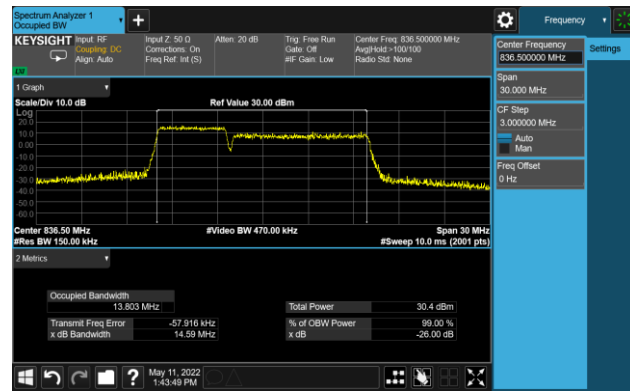 Spectrum Analyzer 1
Occupied BW
Frequency
KEYSIGHT
Input: RF
Coupling: DC
Align: Auto
Input Z: 50 Ω
Corrections: On
Freq Ref: Int (S)
Atten: 20 dB
Trig: Free Run
Gate: Off
#IF Gain: Low
Center Freq: 836.500000 MHz
Avg|Hold:>100/100
Radio Std: None
Center Frequency
836.500000 MHz
Settings
Span
30.000 MHz
CF Step
3.000000 MHz
Auto
Man
Freq Offset
0 Hz
1 Graph
Scale/Div 10.0 dB
Ref Value 30.00 dBm
Log
20.0
10.0
0.00
-10.0
-20.0
-30.0
-40.0
-50.0
-60.0
Center 836.50 MHz
#Video BW 470.00 kHz
Span 30 MHz
#Res BW 150.00 kHz
#Sweep 10.0 ms (2001 pts)
2 Metrics
Occupied Bandwidth
13.803 MHz
Total Power
30.4 dBm
Transmit Freq Error
-57.916 kHz
% of OBW Power
99.00 %
x dB Bandwidth
14.59 MHz
x dB
-26.00 dB
May 11, 2022
1:43:49 PM